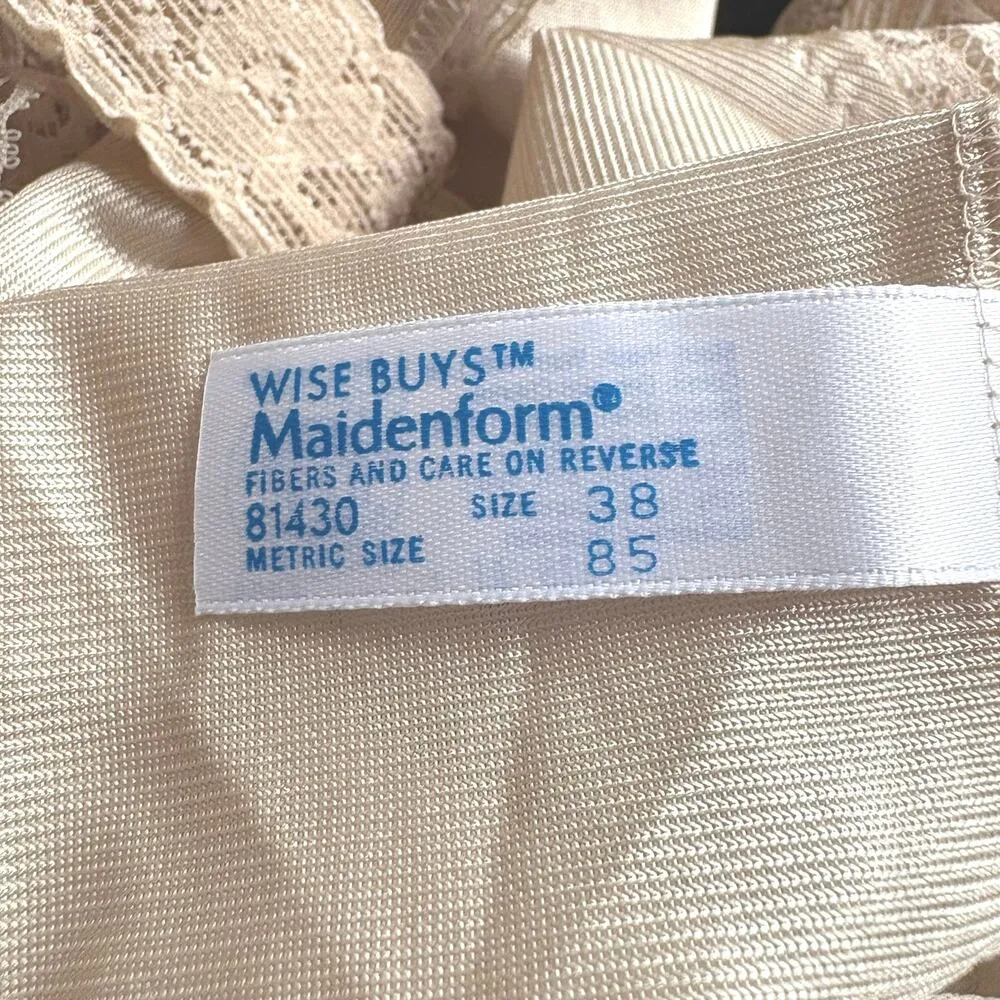 WISE BUYS™
Maidenform®
FIBERS AND CARE ON REVERSE
81430 SIZE 38
METRIC SIZE 85